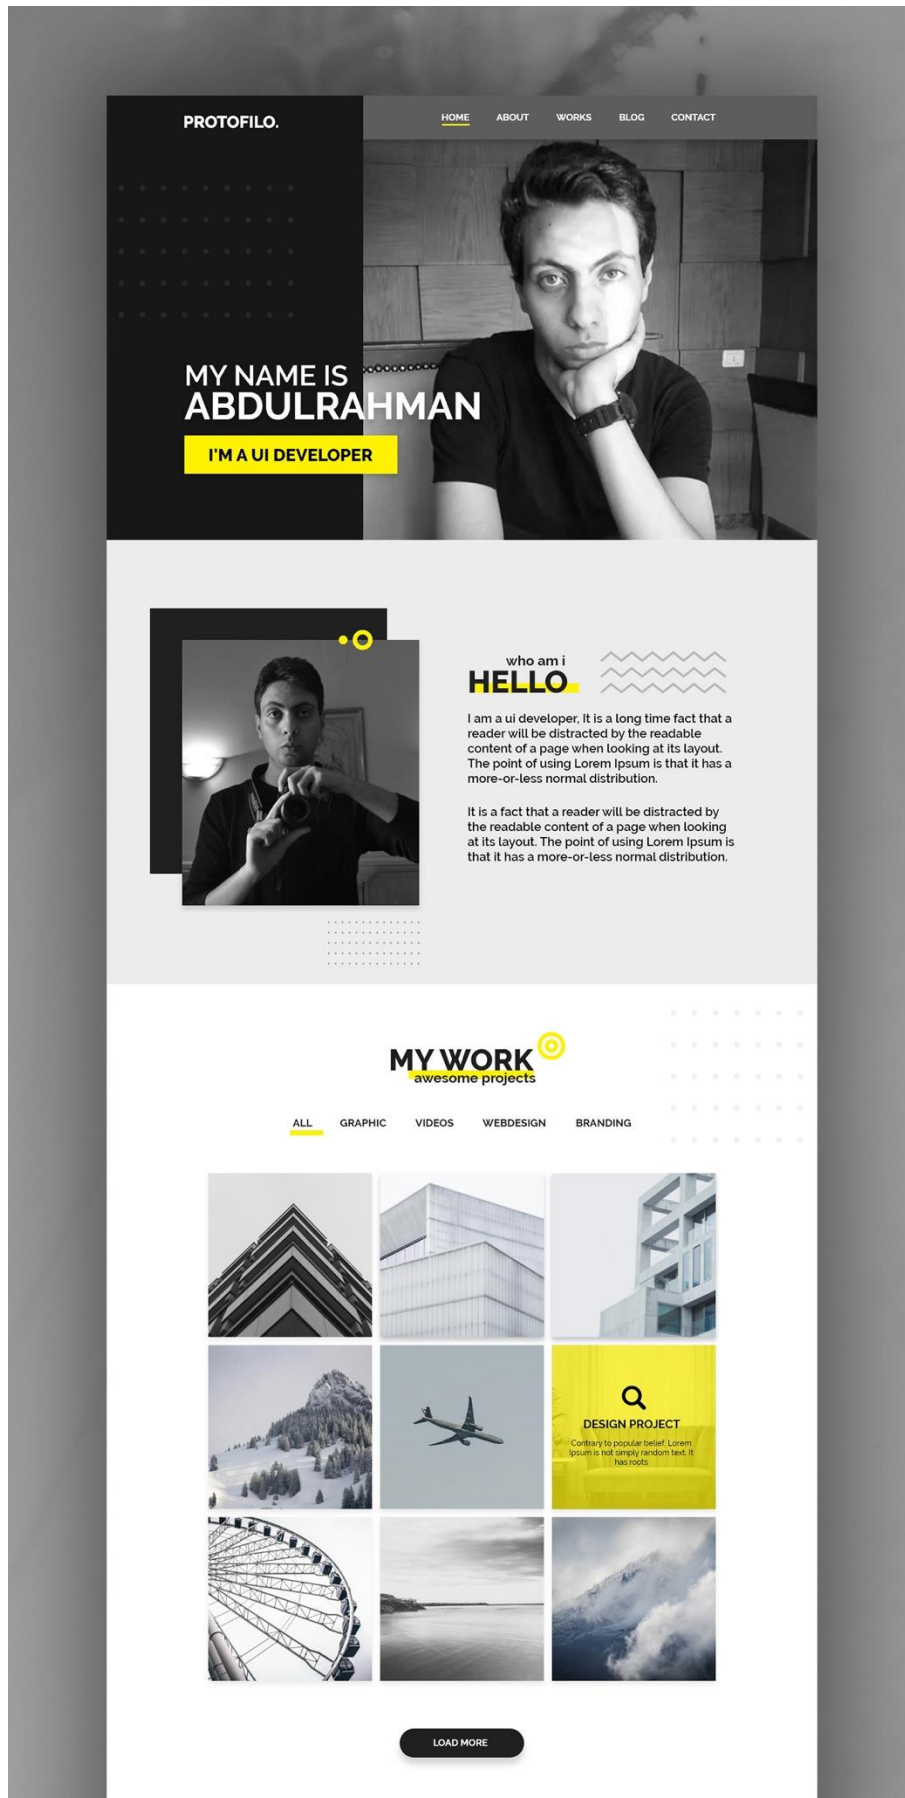 PROTOFILO.
HOME ABOUT WORKS BLOG CONTACT
MY NAME IS
ABDULRAHMAN
I'M A UI DEVELOPER
who am i
HELLO
I am a ui developer, It is a long time fact that a
reader will be distracted by the readable
content of a page when looking at its layout.
The point of using Lorem Ipsum is that it has a
more-or-less normal distribution.
It is a fact that a reader will be distracted by
the readable content of a page when looking
at its layout. The point of using Lorem Ipsum is
that it has a more-or-less normal distribution.
MY WORK
awesome projects
ALL GRAPHIC VIDEOS WEBDESIGN BRANDING
DESIGN PROJECT
Contrary to popular belief, Lorem
Ipsum is not simply random text. It
has roots
LOAD MORE